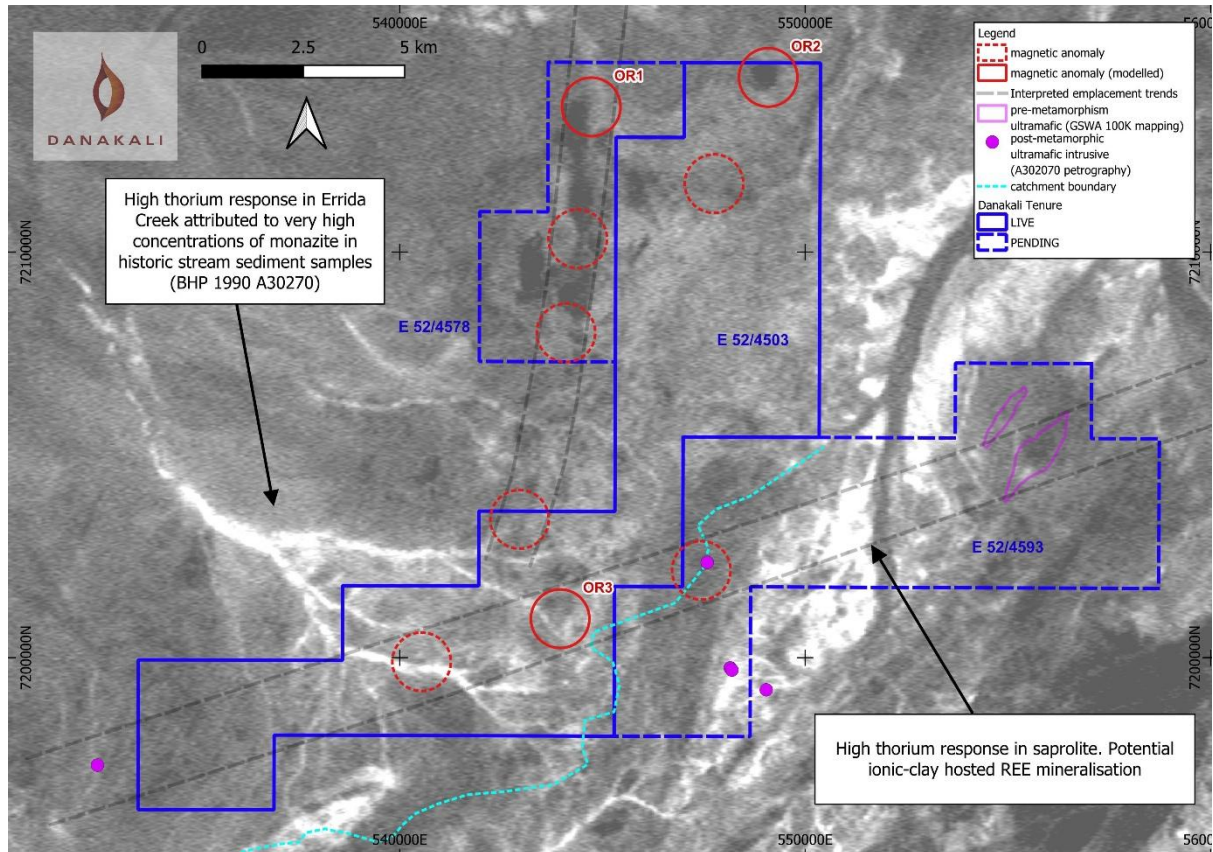 540000E
550000E
5600
DANAKALI
0
2.5
5 km
OR1
OR2
Legend
magnetic anomaly
magnetic anomaly (modelled)
Interpreted emplacement trends
pre-metamorphism
ultramafic (GSWA 100K mapping)
post-metamorphic
ultramafic intrusive
(A302070 petrography)
catchment boundary
Danakali Tenure
LIVE
PENDING
High thorium response in Errida
Creek attributed to very high
concentrations of monazite in
historic stream sediment samples
(BHP 1990 A30270)
7210000N
7210000N
E 52/4578
E 52/4503
E 52/4593
OR3
7200000N
7200000N
High thorium response in saprolite. Potential
ionic-clay hosted REE mineralisation
540000E
550000E
5600